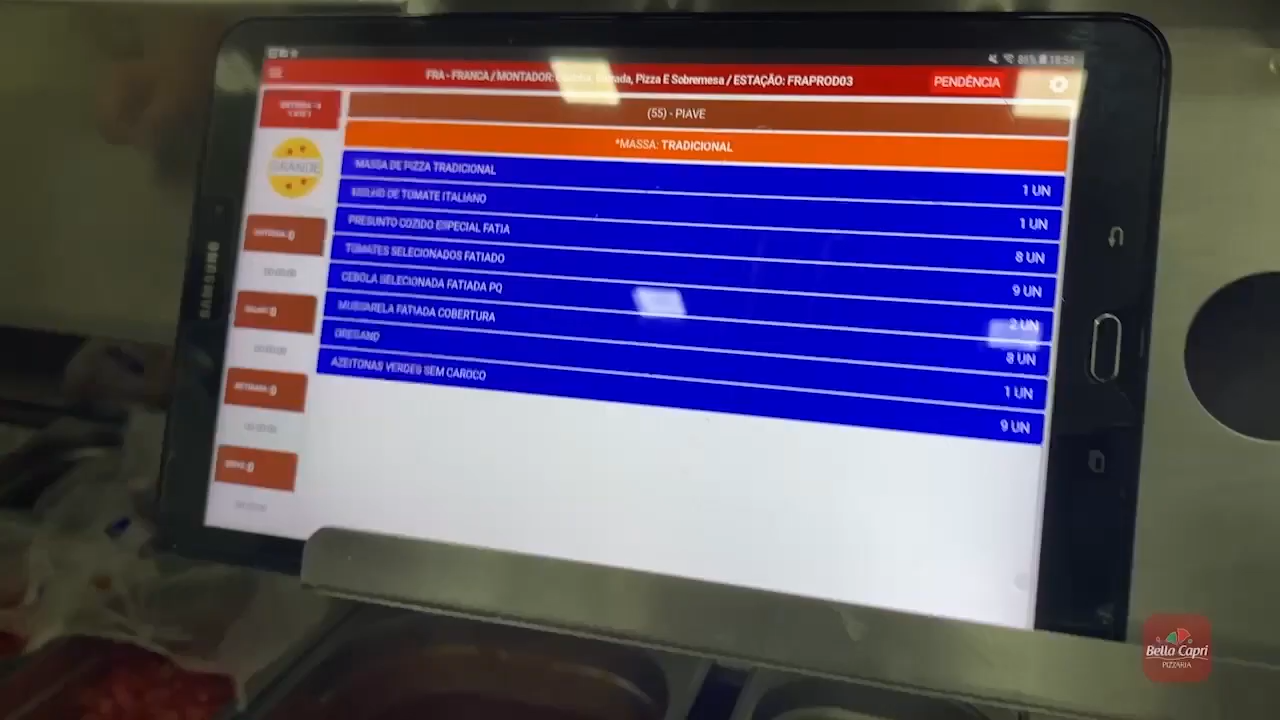 86% 18:54
FRA - FRANCA / MONTADOR: Pizza E Sobremesa / ESTAÇÃO: FRAPROD03
PENDÊNCIA
(55) - PIAVE
*MASSA: TRADICIONAL
GRANDE
MASSA DE PIZZA TRADICIONAL 1 UN
MOLHO DE TOMATE ITALIANO 1 UN
PRESUNTO COZIDO ESPECIAL FATIA 8 UN
TOMATES SELECIONADOS FATIADO 9 UN
CEBOLA SELECIONADA FATIADA PQ 2 UN
MUSSARELA FATIADA COBERTURA 8 UN
OREGANO 1 UN
AZEITONAS VERDES SEM CAROCO 9 UN
SAMSUNG
Bella Capri
PIZZARIA